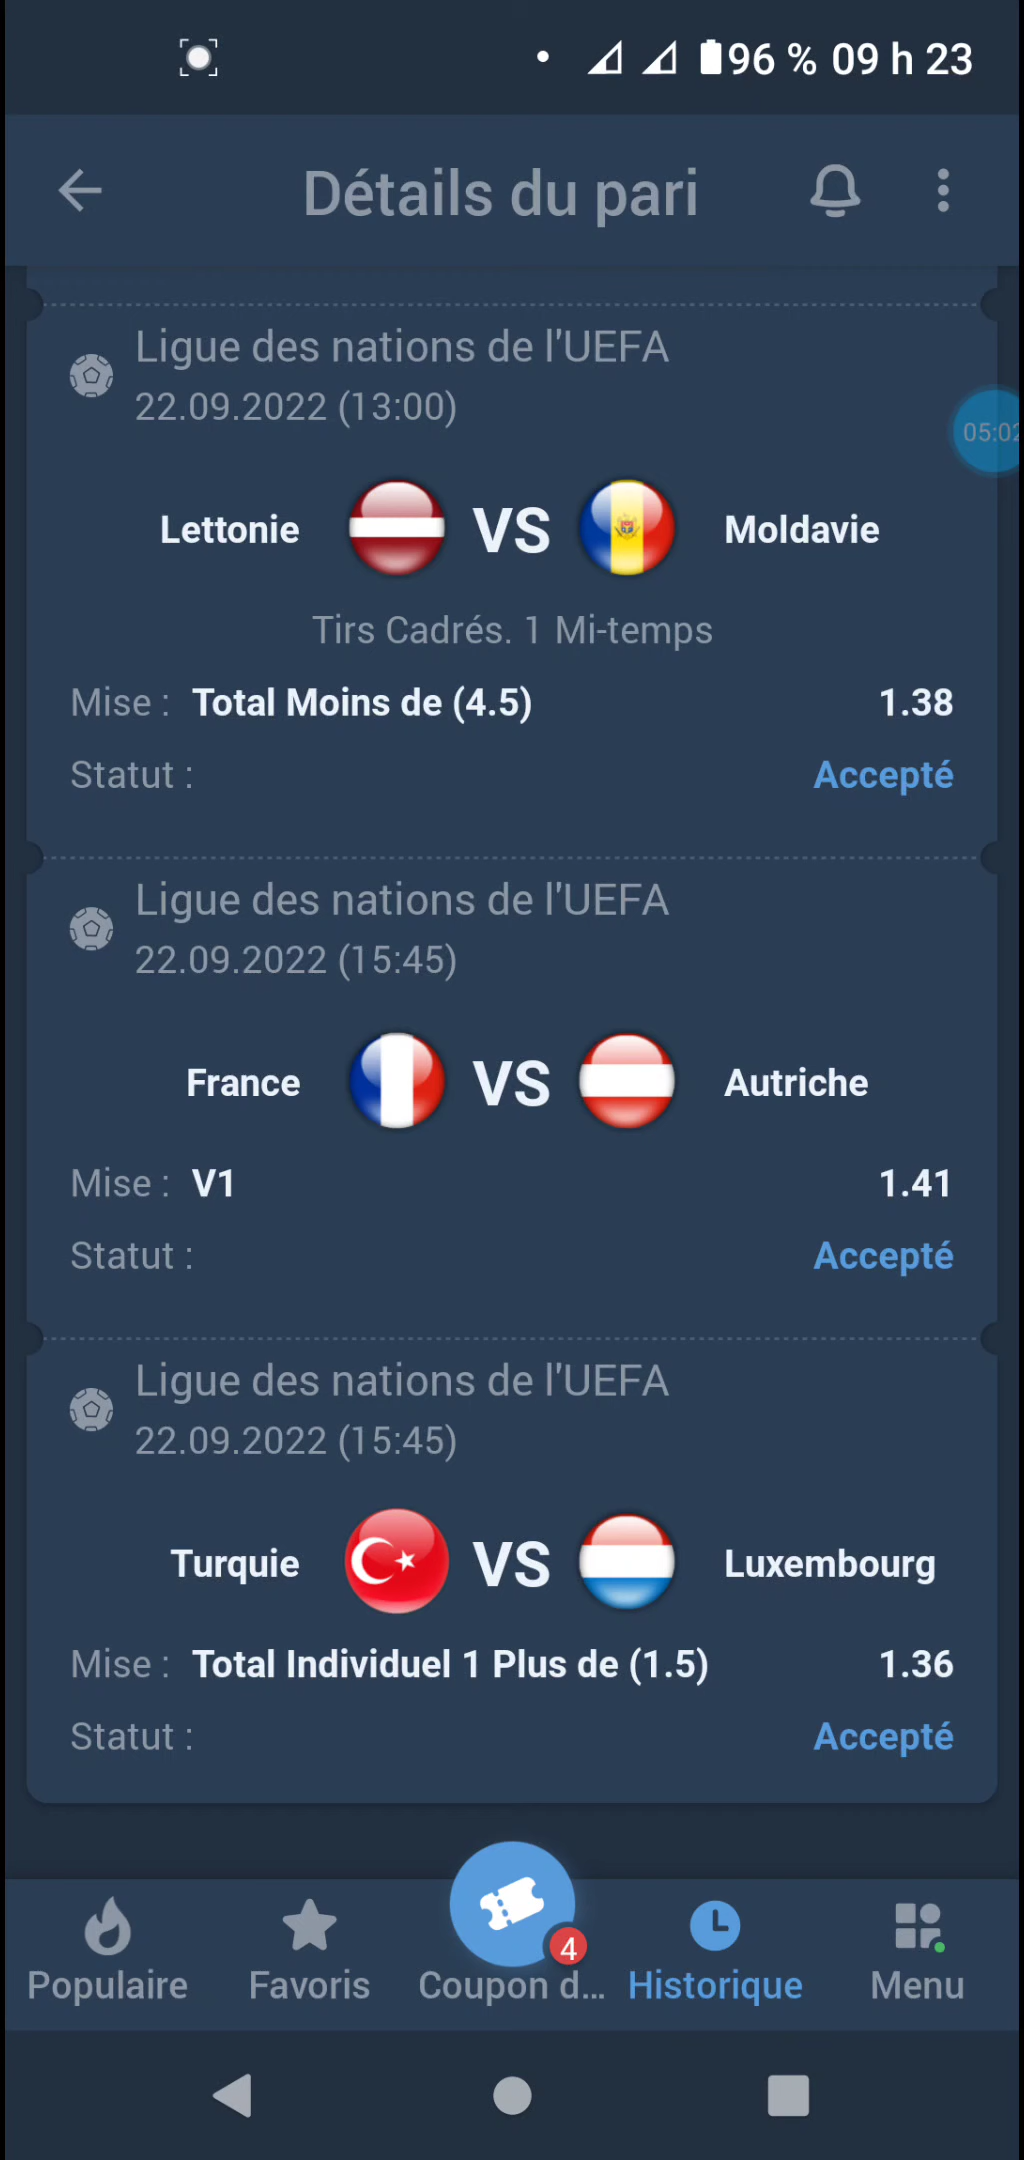 96 % 09 h 23
Détails du pari
Ligue des nations de l'UEFA
22.09.2022 (13:00)
05:02
Lettonie VS Moldavie
Tirs Cadrés. 1 Mi-temps
Mise : Total Moins de (4.5) 1.38
Statut : Accepté
Ligue des nations de l'UEFA
22.09.2022 (15:45)
France VS Autriche
Mise : V1 1.41
Statut : Accepté
Ligue des nations de l'UEFA
22.09.2022 (15:45)
Turquie VS Luxembourg
Mise : Total Individuel 1 Plus de (1.5) 1.36
Statut : Accepté
4
Populaire Favoris Coupon d... Historique Menu